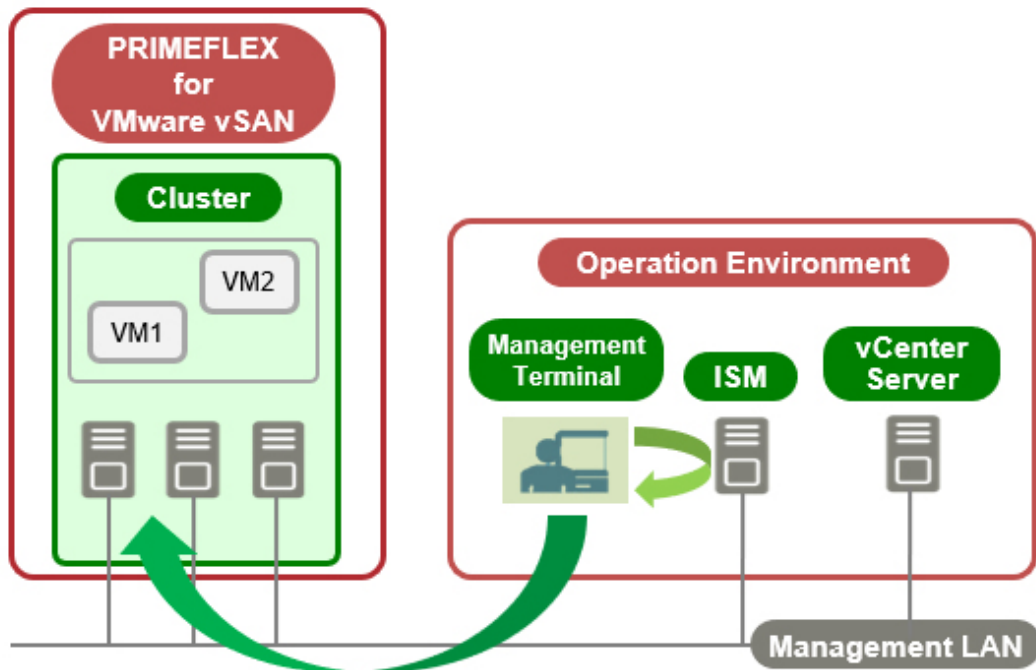 PRIMEFLEX
for
VMware vSAN
Cluster
VM2
VM1
Operation Environment
Management
Terminal
ISM
vCenter
Server
Management LAN